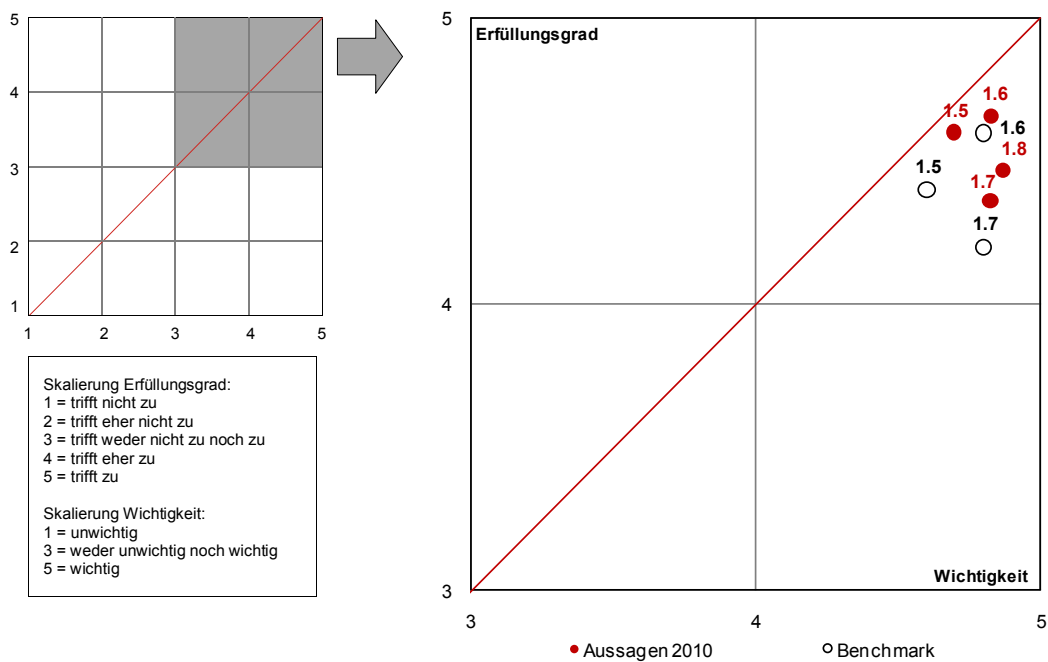 5
4
3
2
1
1
2
3
4
5
Skalierung Erfüllungsgrad:
1 = trifft nicht zu
2 = trifft eher nicht zu
3 = trifft weder nicht zu noch zu
4 = trifft eher zu
5 = trifft zu
Skalierung Wichtigkeit:
1 = unwichtig
3 = weder unwichtig noch wichtig
5 = wichtig
5
Erfüllungsgrad
1.6
1.5
1.6
1.8
1.5
1.7
1.7
4
3
Wichtigkeit
3
4
5
Aussagen 2010
Benchmark